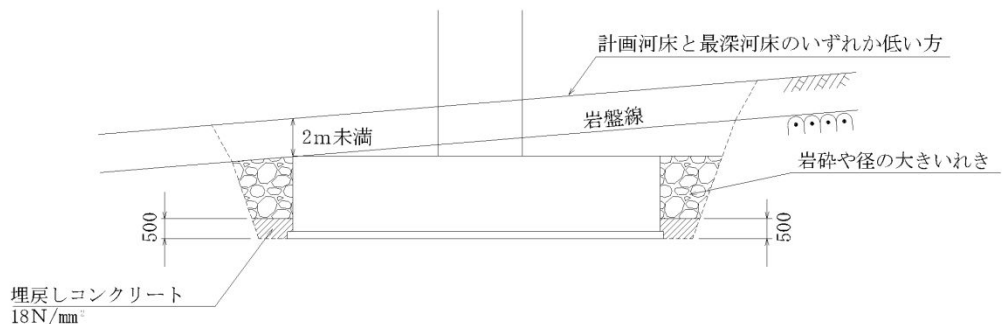 計画河床と最深河床のいずれか低い方
2m未満
岩盤線
岩砕や径の大きいれき
500
500
埋戻しコンクリート
18N/mm²